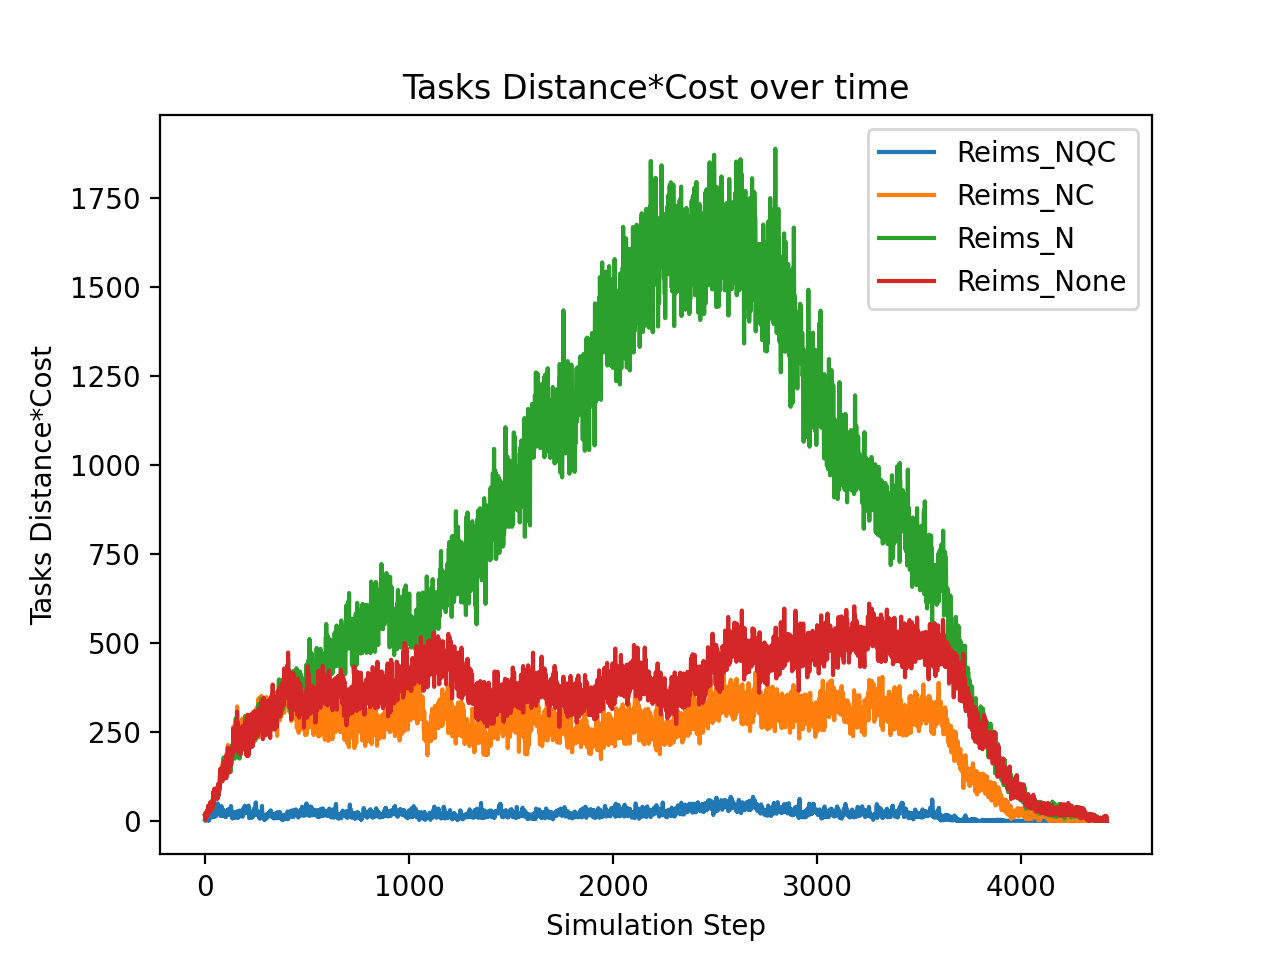 Tasks Distance*Cost over time
Reims_NQC
Reims_NC
Reims_N
Reims_None
Tasks Distance*Cost
1750
1500
1250
1000
750
500
250
0
0 1000 2000 3000 4000
Simulation Step